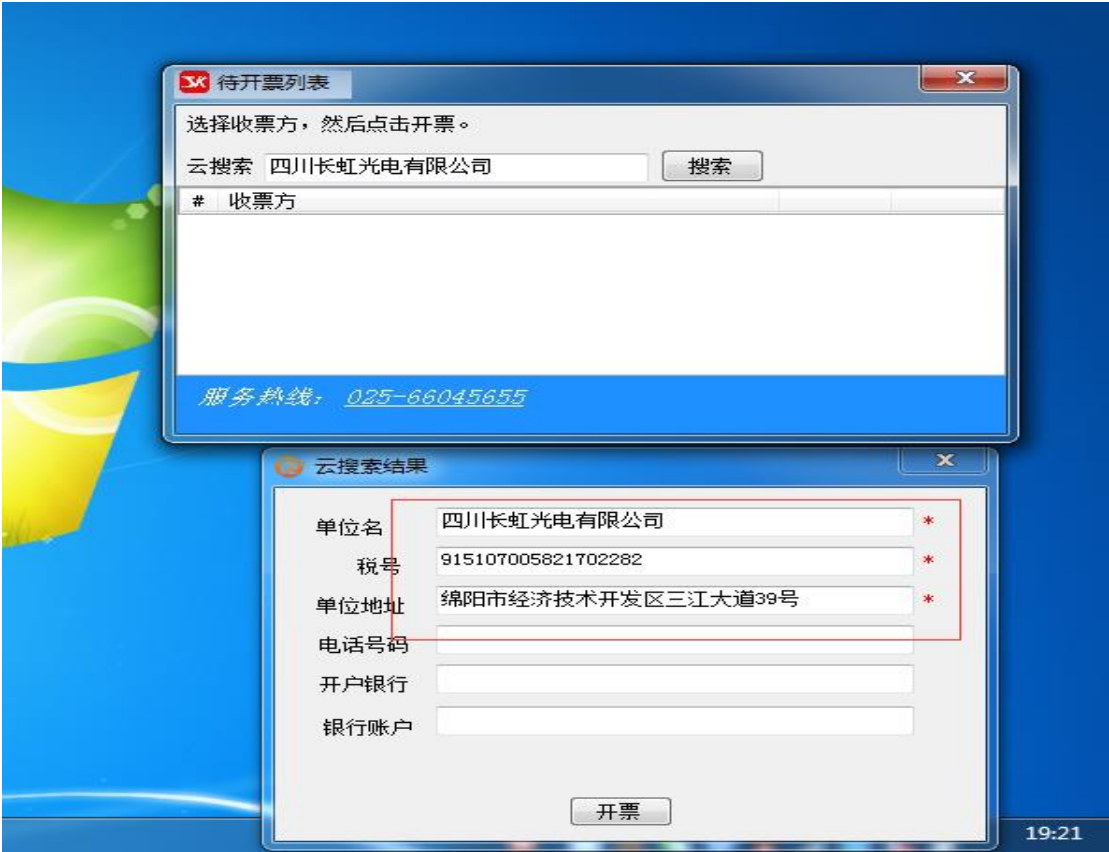 待开票列表
选择收票方，然后点击开票。
云搜索 四川长虹光电有限公司 搜索
# 收票方
服务热线： 025-66045655
云搜索结果
单位名 四川长虹光电有限公司 *
税号 915107005821702282 *
单位地址 绵阳市经济技术开发区三江大道39号 *
电话号码
开户银行
银行账户
开票
19:21